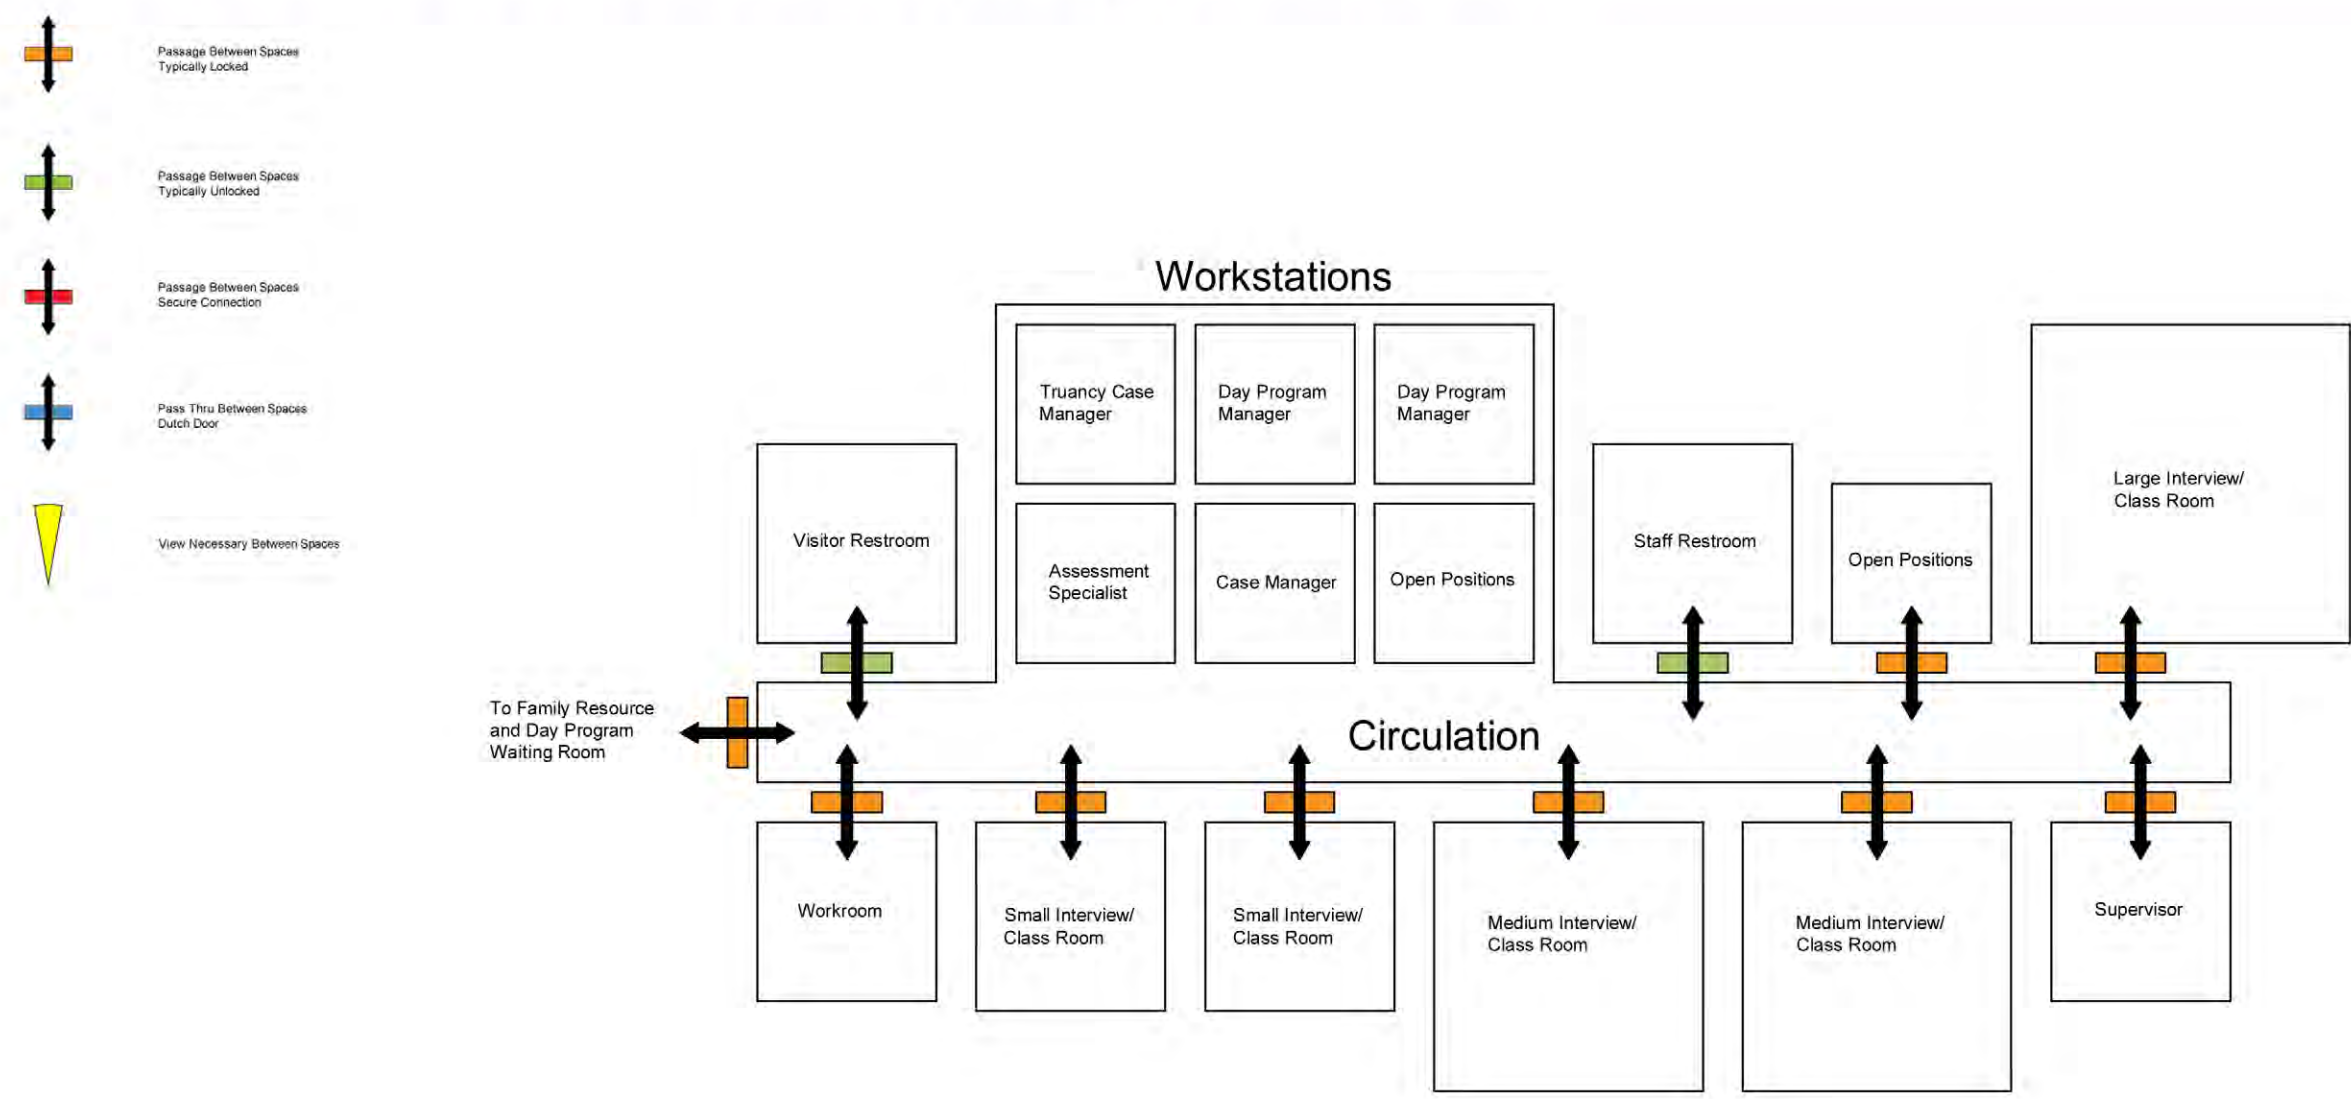 Passage Between Spaces
Typically Locked
Passage Between Spaces
Typically Unlocked
Passage Between Spaces
Secure Connection
Pass Thru Between Spaces
Dutch Door
View Necessary Between Spaces
Workstations
Truancy Case
Manager
Day Program
Manager
Day Program
Manager
Assessment
Specialist
Case Manager
Open Positions
Visitor Restroom
Staff Restroom
Open Positions
Large Interview/
Class Room
To Family Resource
and Day Program
Waiting Room
Circulation
Workroom
Small Interview/
Class Room
Small Interview/
Class Room
Medium Interview/
Class Room
Medium Interview/
Class Room
Supervisor